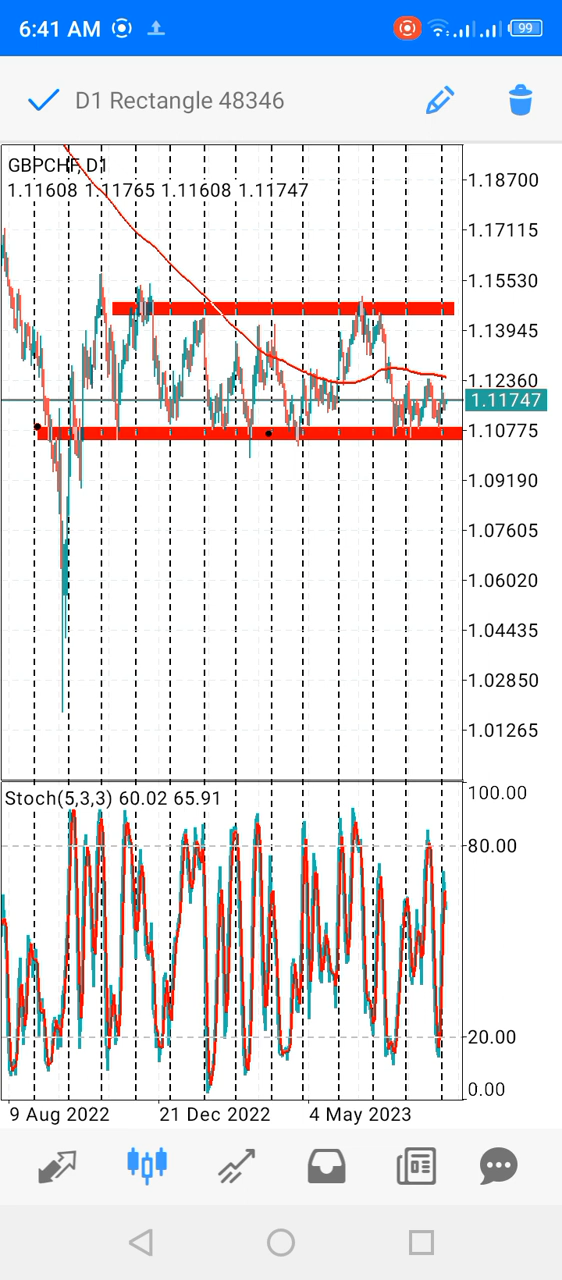 6:41 AM 99
D1 Rectangle 48346
GBPCHF, D1
1.11608 1.11765 1.11608 1.11747
1.18700
1.17115
1.15530
1.13945
1.12360
1.11747
1.10775
1.09190
1.07605
1.06020
1.04435
1.02850
1.01265
Stoch(5,3,3) 60.02 65.91
100.00
80.00
20.00
0.00
9 Aug 2022 21 Dec 2022 4 May 2023